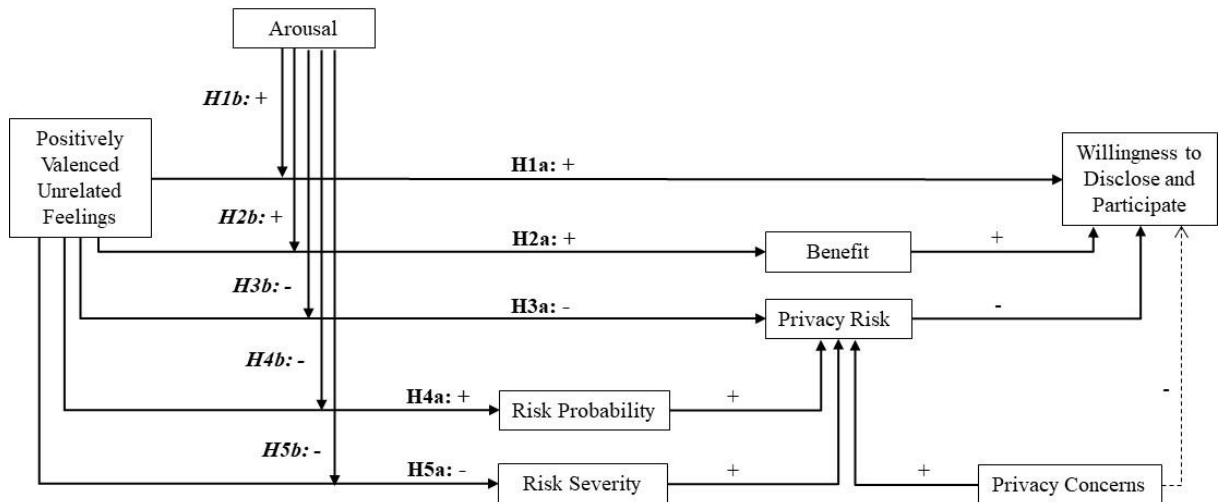 Arousal
H1b: +
Positively
Valenced
Unrelated
Feelings
H1a: +
Willingness to
Disclose and
Participate
H2b: +
H2a: +
Benefit
+
H3b: -
H3a: -
Privacy Risk
-
H4b: -
H4a: +
Risk Probability
+
-
H5b: -
H5a: -
Risk Severity
+
+
Privacy Concerns